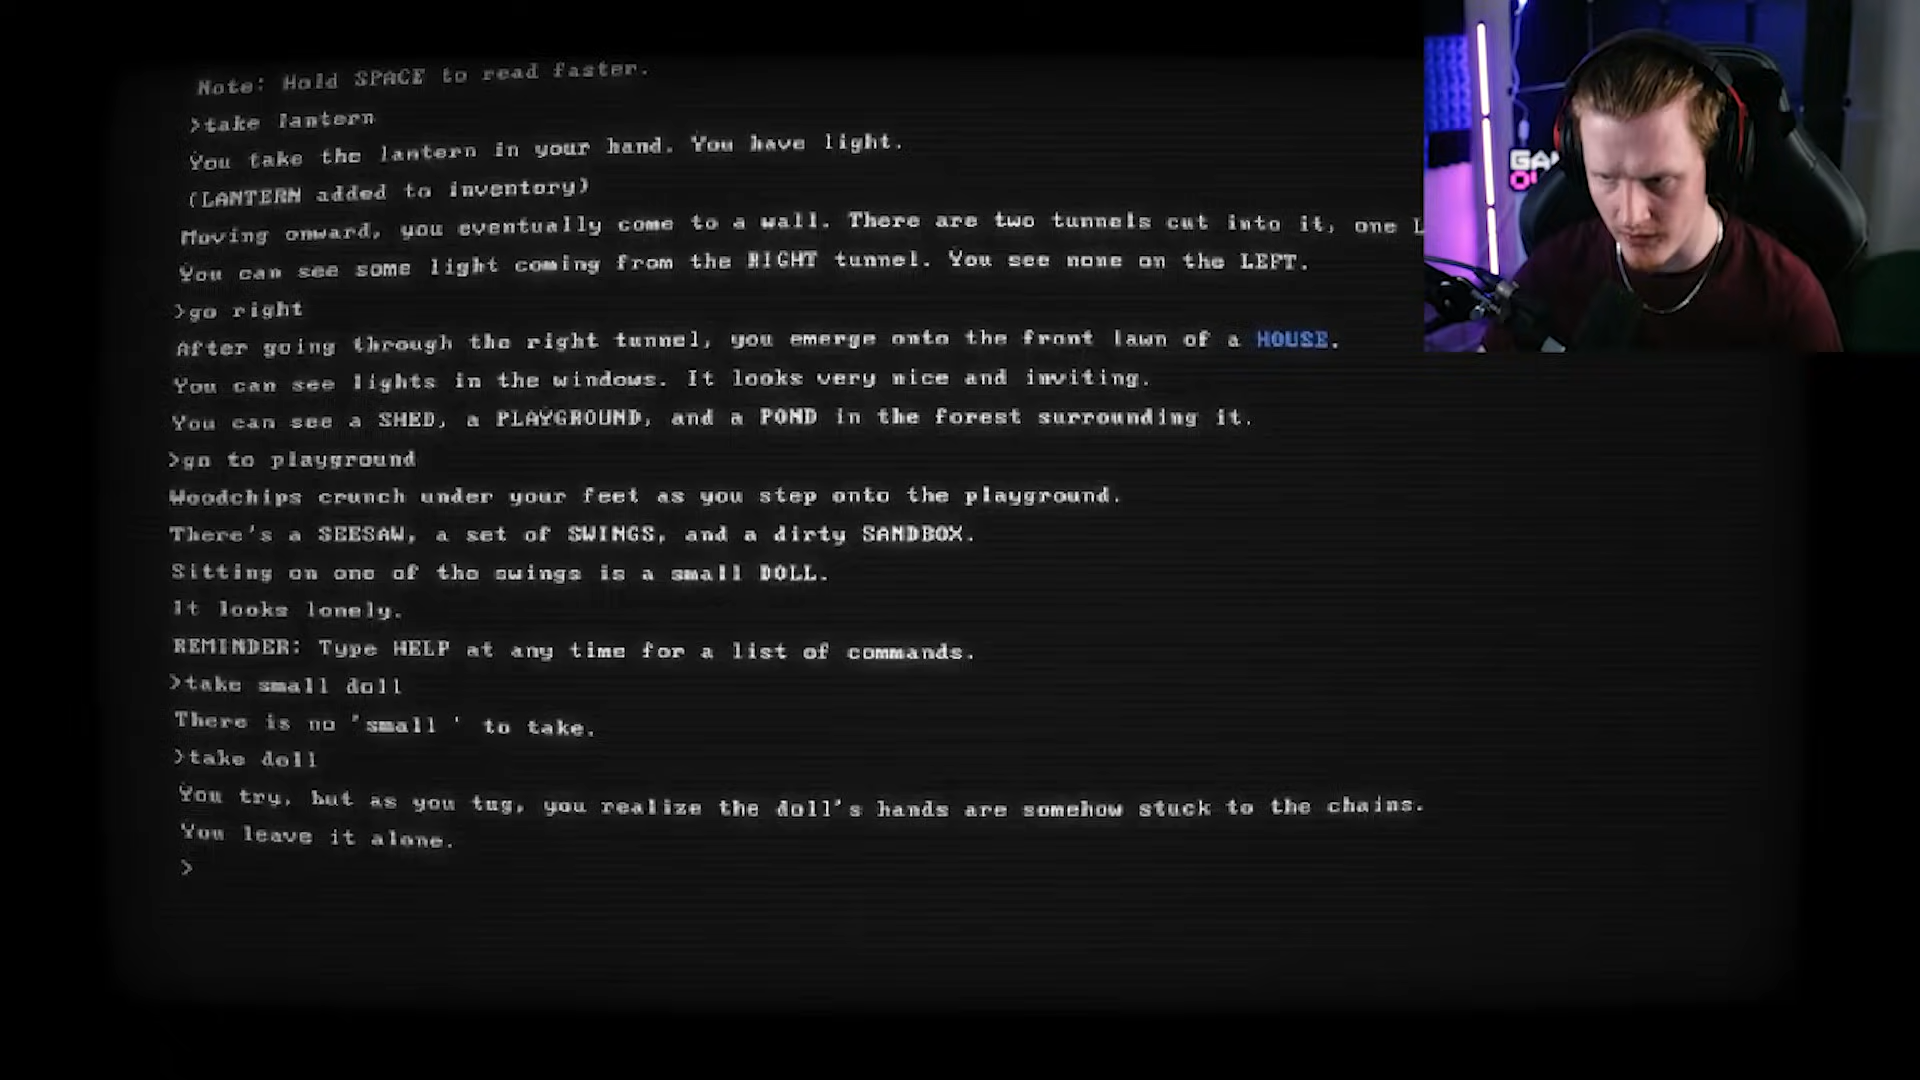 Note: Hold SPACE to read faster.
>take lantern
You take the lantern in your hand. You have light.
(LANTERN added to inventory)
Moving onward, you eventually come to a wall. There are two tunnels cut into it, one L
You can see some light coming from the RIGHT tunnel. You see none on the LEFT.
>go right
After going through the right tunnel, you emerge onto the front lawn of a HOUSE.
You can see lights in the windows. It looks very nice and inviting.
You can see a SHED, a PLAYGROUND, and a POND in the forest surrounding it.
>go to playground
Woodchips crunch under your feet as you step onto the playground.
There's a SEESAW, a set of SWINGS, and a dirty SANDBOX.
Sitting on one of the swings is a small DOLL.
It looks lonely.
REMINDER: Type HELP at any time for a list of commands.
>take small doll
There is no 'small ' to take.
>take doll
You try, but as you tug, you realize the doll's hands are somehow stuck to the chains.
You leave it alone.
>